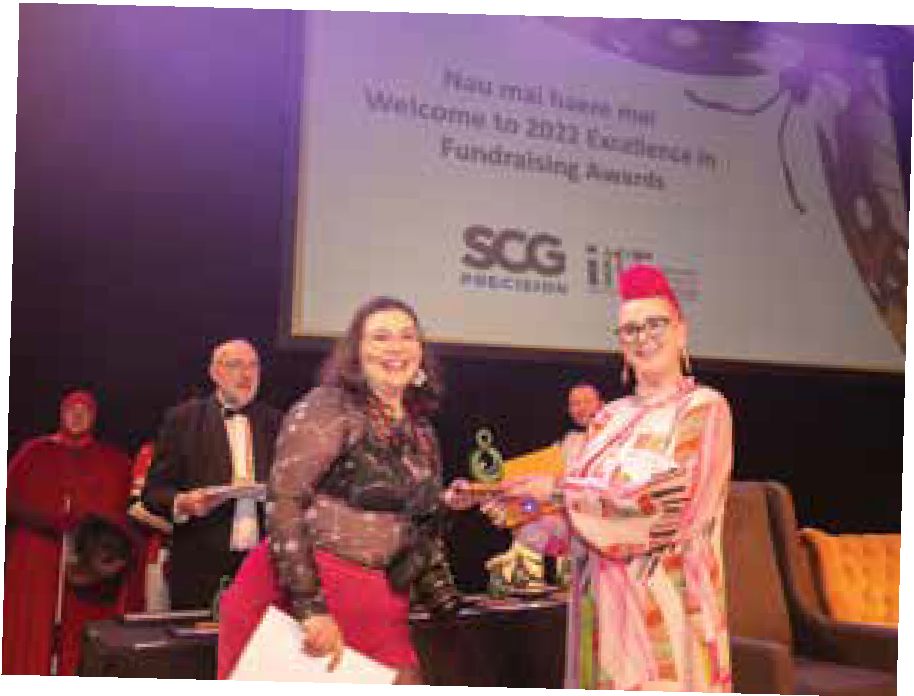 Nau mai haere mai
Welcome to 2022 Excellence in
Fundraising Awards
SCG
PRECISION